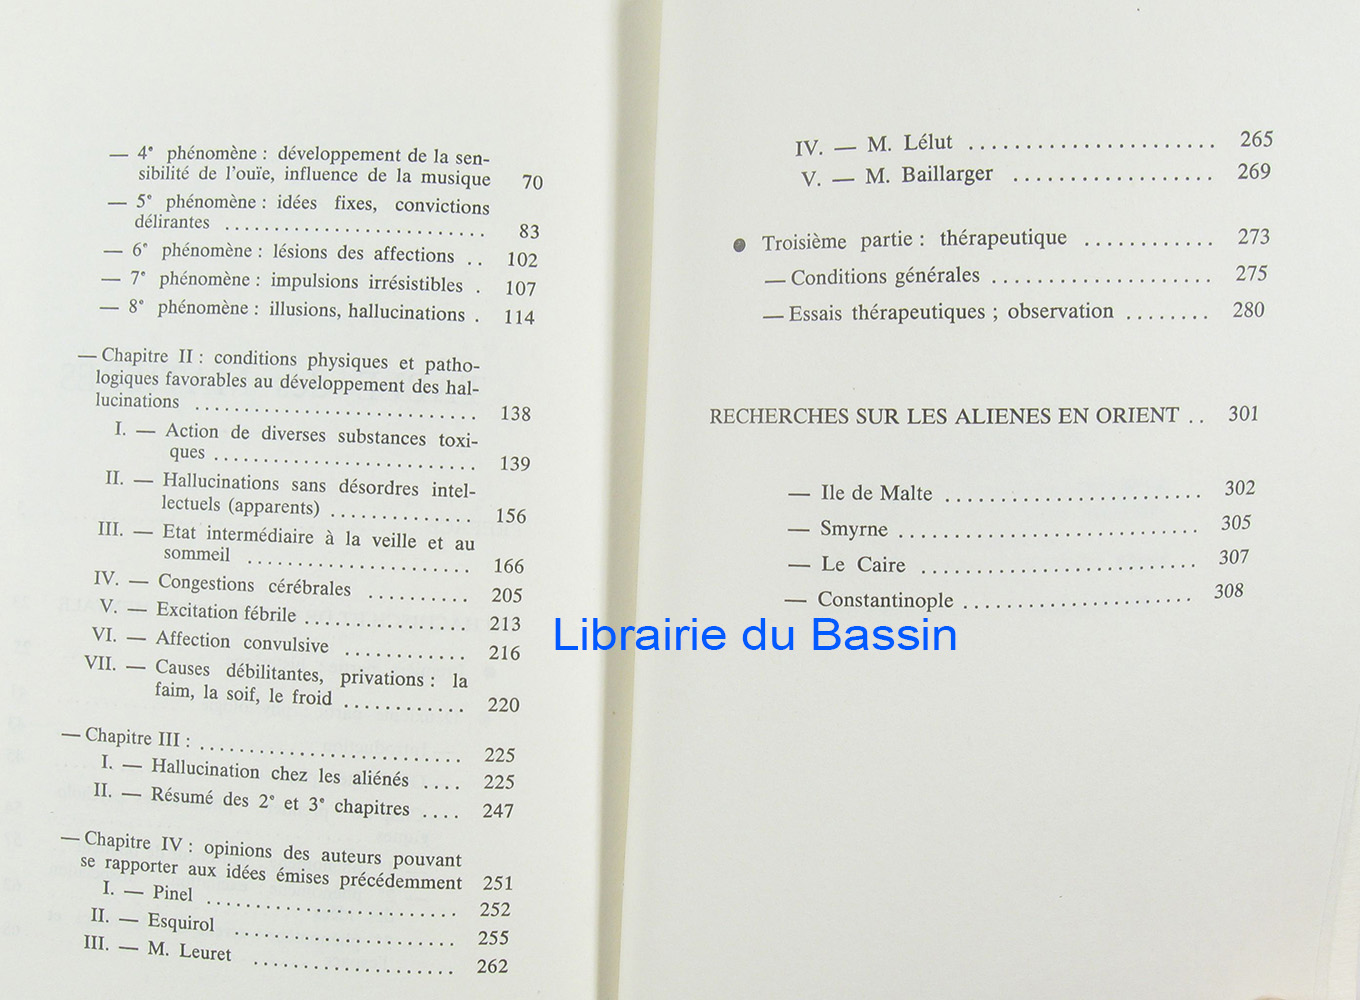 — 4e phénomène : développement de la sen-
sibilité de l'ouïe, influence de la musique 70
— 5e phénomène : idées fixes, convictions
délirantes .......................... 83
— 6e phénomène : lésions des affections .. 102
— 7e phénomène : impulsions irrésistibles . 107
— 8e phénomène : illusions, hallucinations . 114
— Chapitre II : conditions physiques et patho-
logiques favorables au développement des hal-
lucinations ............................. 138
I. — Action de diverses substances toxi-
ques ........................... 139
II. — Hallucinations sans désordres intel-
lectuels (apparents) ............... 156
III. — Etat intermédiaire à la veille et au
sommeil ....................... 166
IV. — Congestions cérébrales .......... 205
V. — Excitation fébrile ................. 213
VI. — Affection convulsive ............ 216
VII. — Causes débilitantes, privations : la
faim, la soif, le froid ............ 220
— Chapitre III : .......................... 225
I. — Hallucination chez les aliénés .... 225
II. — Résumé des 2e et 3e chapitres .... 247
— Chapitre IV : opinions des auteurs pouvant
se rapporter aux idées émises précédemment 251
I. — Pinel .......................... 252
II. — Esquirol ....................... 255
III. — M. Leuret ..................... 262
IV. — M. Lélut ...................... 265
V. — M. Baillarger .................. 269
● Troisième partie : thérapeutique ............ 273
— Conditions générales .................... 275
— Essais thérapeutiques ; observation ........ 280
RECHERCHES SUR LES ALIENES EN ORIENT .. 301
— Ile de Malte ........................ 302
— Smyrne ............................ 305
— Le Caire .......................... 307
— Constantinople ...................... 308
Librairie du Bassin